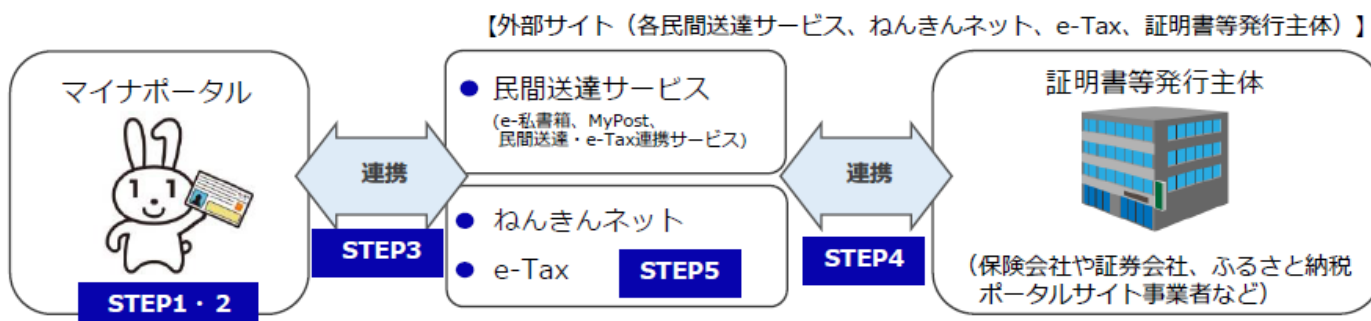 【外部サイト（各民間送達サービス、ねんきんネット、e-Tax、証明書等発行主体）】
マイナポータル
STEP1・2
連携
STEP3
● 民間送達サービス
(e-私書箱、MyPost、
民間送達・e-Tax連携サービス)
● ねんきんネット
● e-Tax
STEP5
連携
STEP4
証明書等発行主体
（保険会社や証券会社、ふるさと納税
ポータルサイト事業者など）